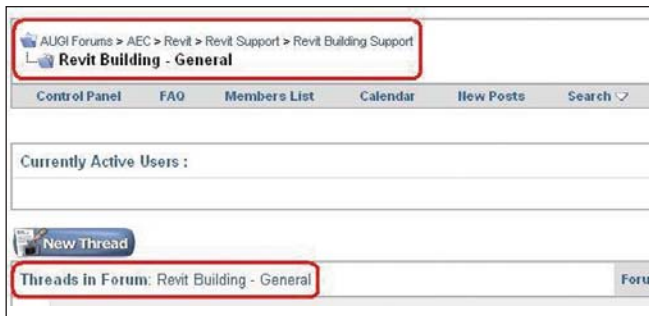 AUGI Forums > AEC > Revit > Revit Support > Revit Building Support
Revit Building - General
Control Panel FAQ Members List Calendar New Posts Search
Currently Active Users :
New Thread
Threads in Forum: Revit Building - General
Foru